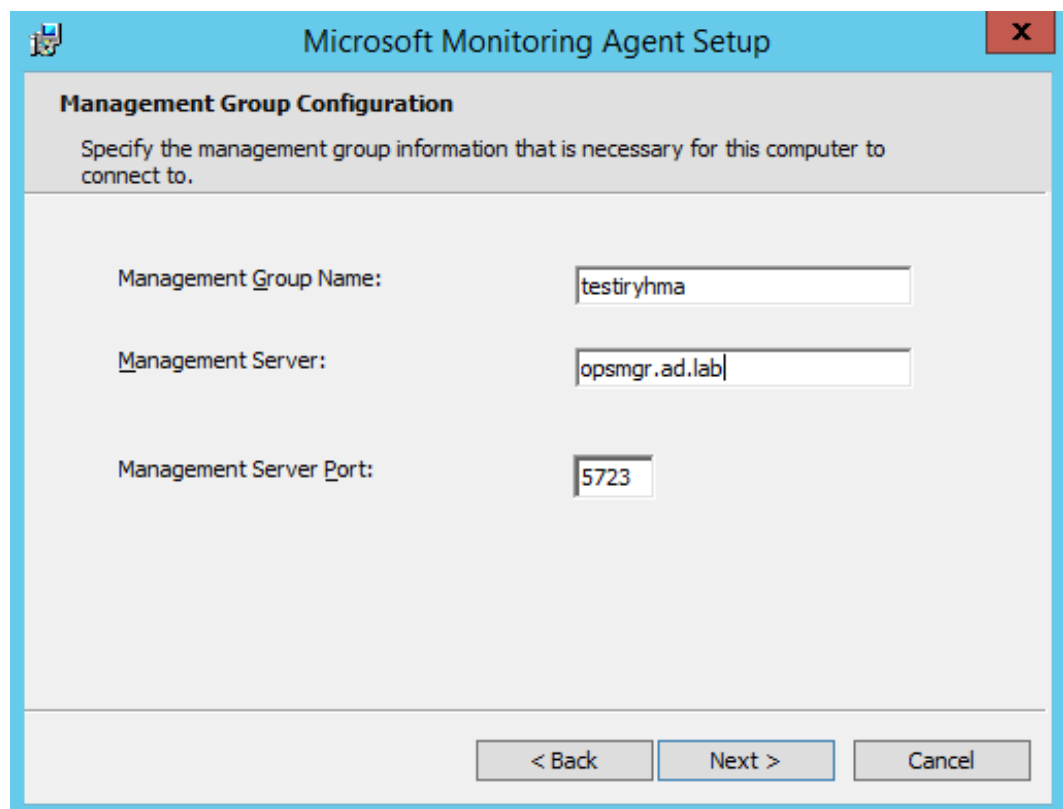 Microsoft Monitoring Agent Setup
x
Management Group Configuration
Specify the management group information that is necessary for this computer to
connect to.
Management Group Name:
testiryhma
Management Server:
opsmgr.ad.lab
Management Server Port:
5723
< Back
Next >
Cancel